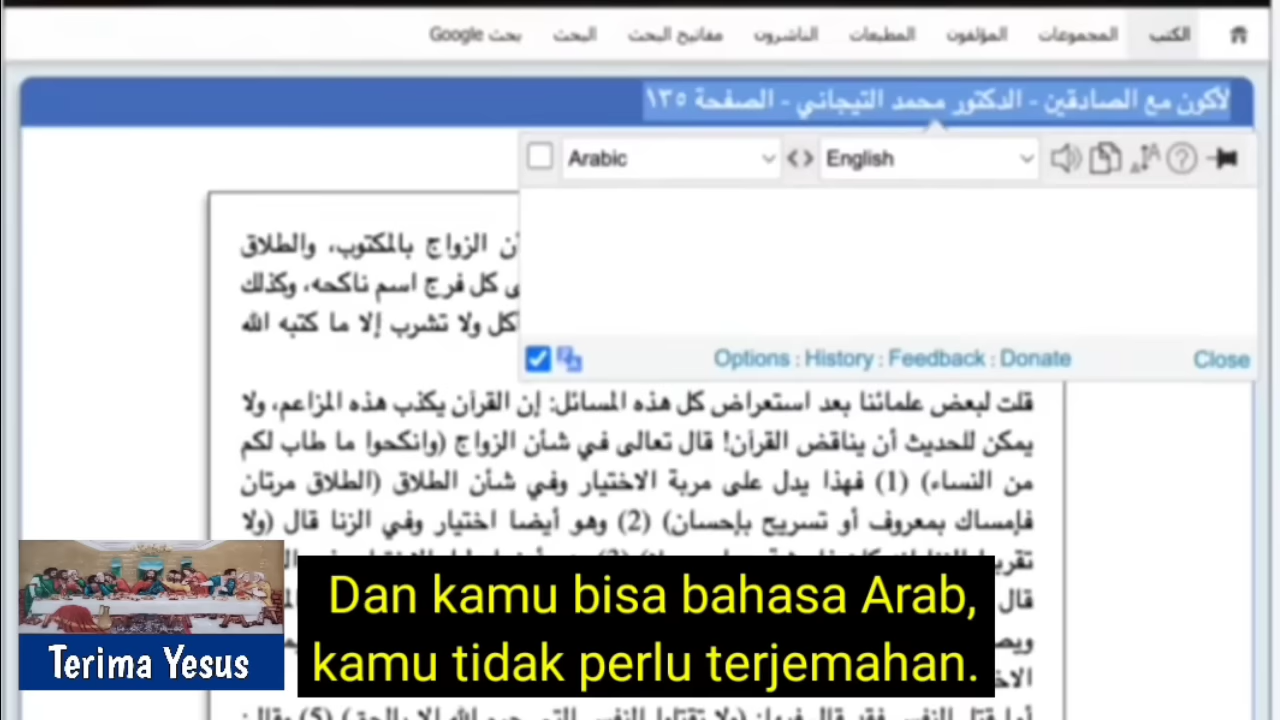 الكتب المجموعات المؤلفون المطبعات الناشرون مفاتيح البحث البحث بحث Google
لأكون مع الصادقين - الدكتور محمد التيجاني - الصفحة ١٣٥
Arabic <> English
الزواج بالمكتوب، والطلاق
كل فرج اسم ناكحه، وكذلك
ولا تشرب إلا ما كتبه الله
Options : History : Feedback : Donate Close
قلت لبعض علمائنا بعد استعراض كل هذه المسائل: إن القرآن يكذب هذه المزاعم، ولا
يمكن للحديث أن يناقض القرآن! قال تعالى في شأن الزواج (وانكحوا ما طاب لكم
من النساء) (1) فهذا يدل على مربة الاختيار وفي شأن الطلاق (الطلاق مرتان
فإمساك بمعروف أو تسريح بإحسان) (2) وهو أيضا اختيار وفي الزنا قال (ولا
قال
Terima Yesus
Dan kamu bisa bahasa Arab,
kamu tidak perlu terjemahan.